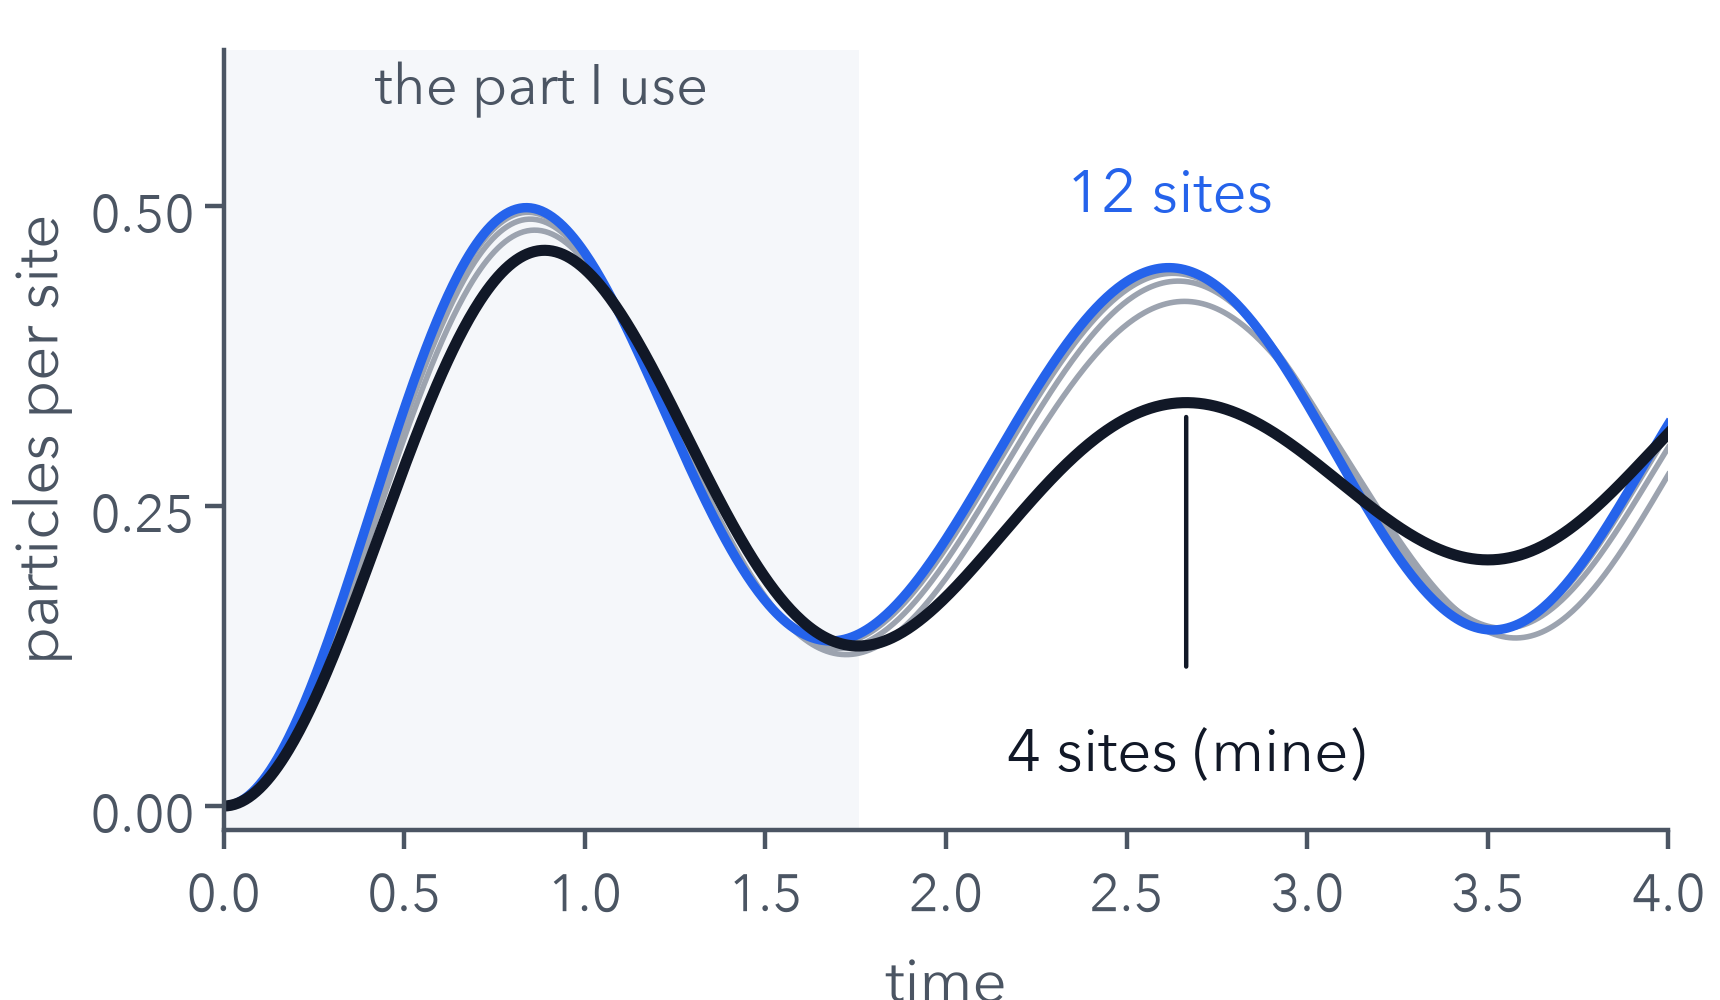 the part I use
12 sites
4 sites (mine)
particles per site
0.50
0.25
0.00
0.0 0.5 1.0 1.5 2.0 2.5 3.0 3.5 4.0
time